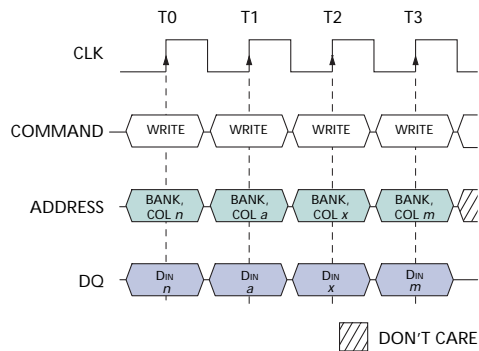 T0 T1 T2 T3
CLK
COMMAND WRITE WRITE WRITE WRITE
ADDRESS BANK, COL n BANK, COL a BANK, COL x BANK, COL m
DQ DIN n DIN a DIN x DIN m
DON'T CARE